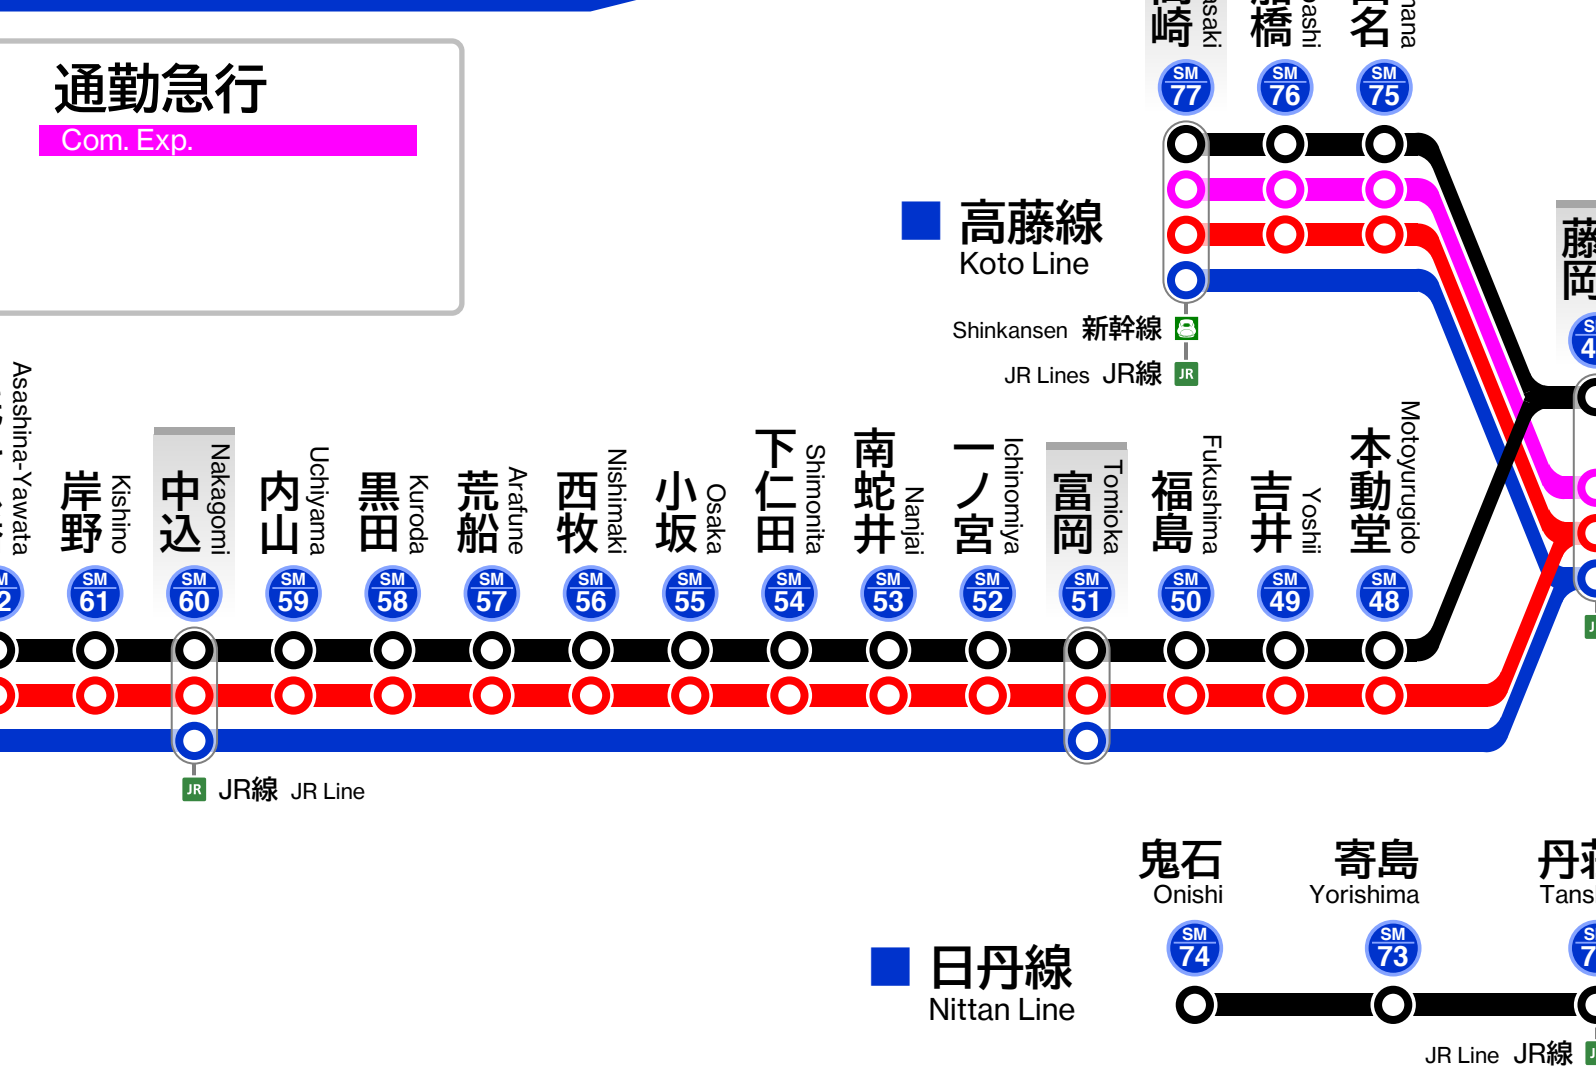 通勤急行
Com. Exp.
SM
77
SM
76
SM
75
高藤線
Koto Line
Shinkansen 新幹線
JR Lines JR線 JR
Asashina-Yawata
岸野 Kishino
SM
61
中込 Nakagomi
SM
60
内山 Uchiyama
SM
59
黒田 Kuroda
SM
58
荒船 Arafune
SM
57
西牧 Nishimaki
SM
56
小坂 Osaka
SM
55
下仁田 Shimonita
SM
54
南蛇井 Nanjai
SM
53
一ノ宮 Ichinomiya
SM
52
富岡 Tomioka
SM
51
福島 Fukushima
SM
50
吉井 Yoshii
SM
49
本動堂 Motoyurugido
SM
48
JR JR線 JR Line
日丹線
Nittan Line
鬼石
Onishi
SM
74
寄島
Yorishima
SM
73
JR Line JR線